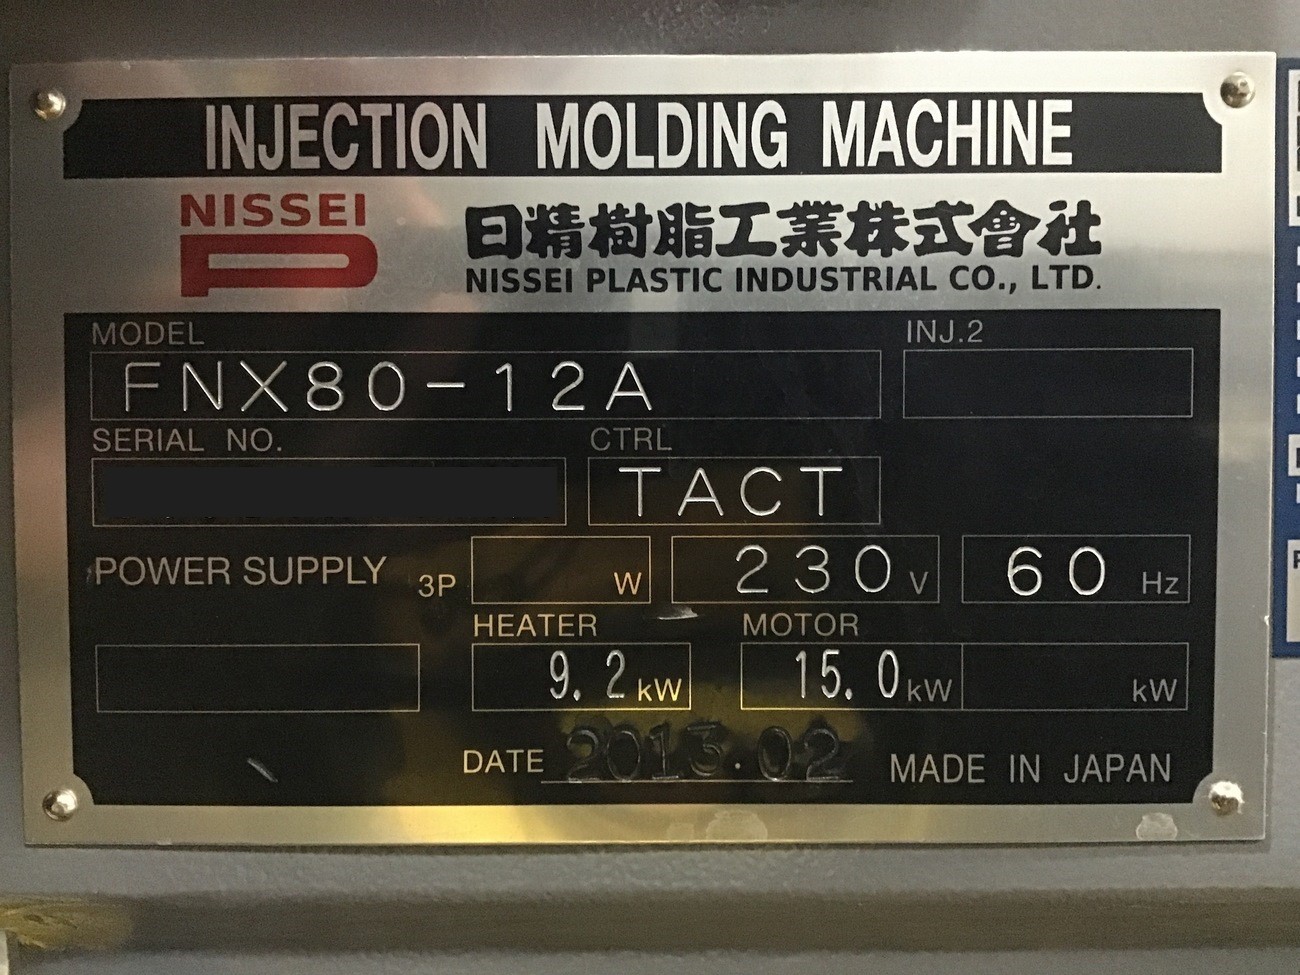 INJECTION MOLDING MACHINE
NISSEI
日精樹脂工業株式會社
NISSEI PLASTIC INDUSTRIAL CO., LTD.
MODEL INJ.2
FNX80-12A
SERIAL NO. CTRL
TACT
POWER SUPPLY 3P W 230 V 60 Hz
HEATER MOTOR
9.2 kW 15.0 kW kW
DATE 2013.02 MADE IN JAPAN